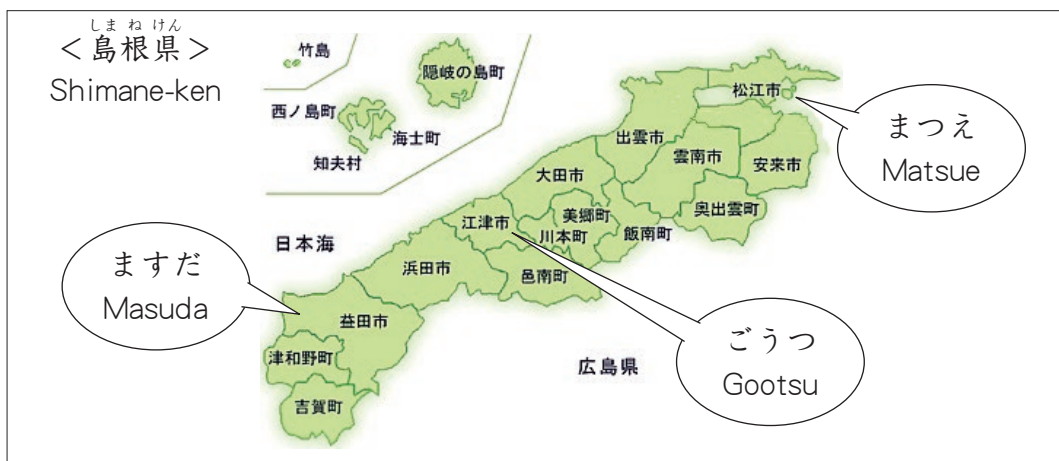 しまねけん
＜島根県＞
Shimane-ken
竹島
隠岐の島町
西ノ島町
海士町
知夫村
松江市
まつえ
Matsue
出雲市
雲南市
安来市
大田市
奥出雲町
美郷町
江津市
川本町
飯南町
日本海
浜田市
邑南町
ますだ
Masuda
益田市
ごうつ
Gootsu
津和野町
広島県
吉賀町